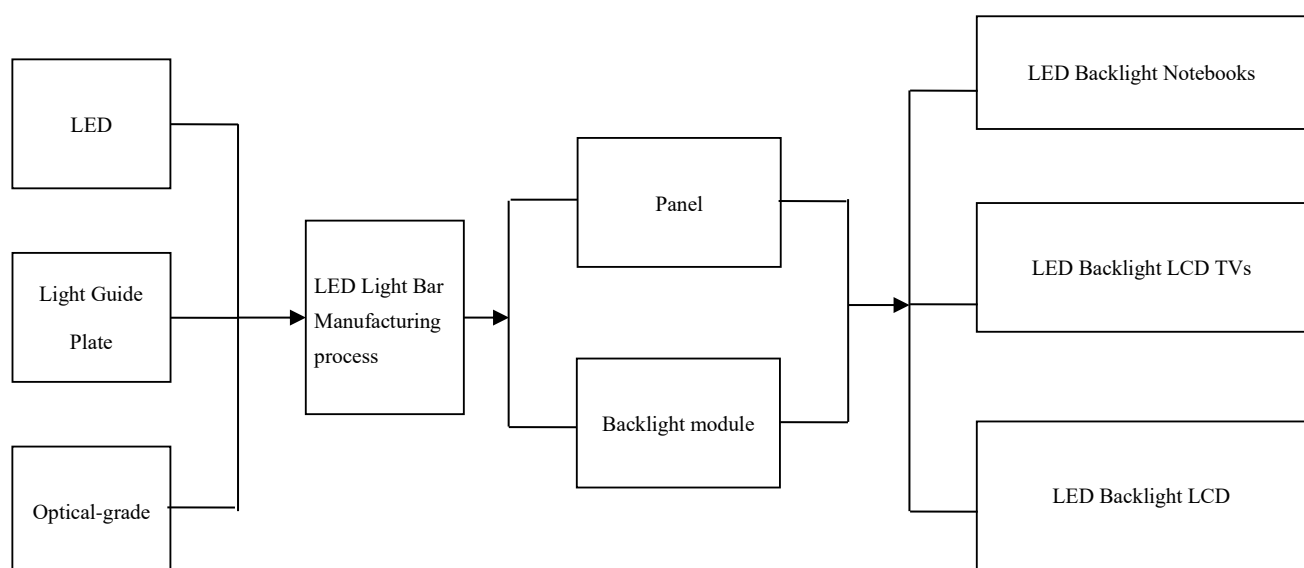 LED
Light Guide
Plate
Optical-grade
LED Light Bar
Manufacturing
process
Panel
Backlight module
LED Backlight Notebooks
LED Backlight LCD TVs
LED Backlight LCD